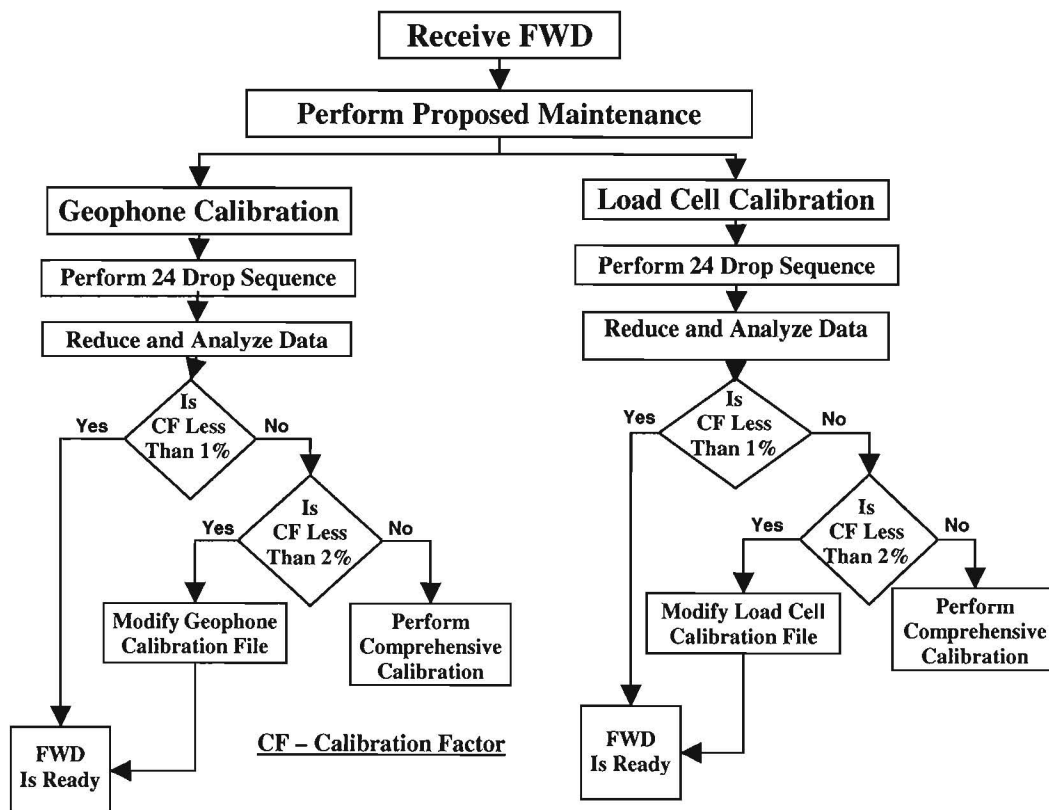 Receive FWD
Perform Proposed Maintenance
Geophone Calibration
Perform 24 Drop Sequence
Reduce and Analyze Data
Is
CF Less
Than 1%
Yes
No
Is
CF Less
Than 2%
Yes
No
Modify Geophone
Calibration File
Perform
Comprehensive
Calibration
FWD
Is Ready
Load Cell Calibration
Perform 24 Drop Sequence
Reduce and Analyze Data
Is
CF Less
Than 1%
Yes
No
Is
CF Less
Than 2%
Yes
No
Modify Load Cell
Calibration File
Perform
Comprehensive
Calibration
FWD
Is Ready
CF – Calibration Factor